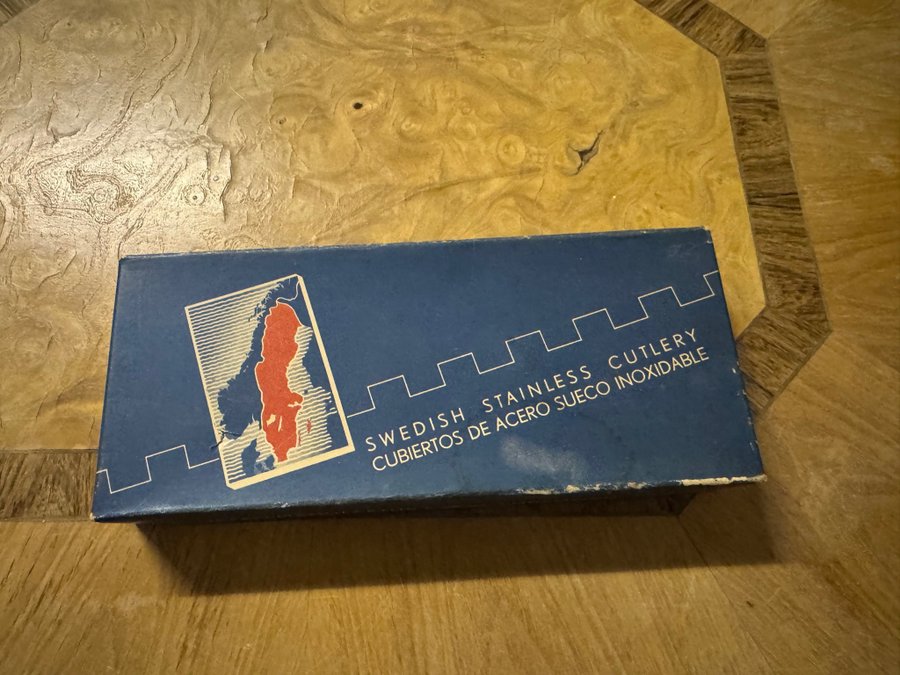 SWEDISH STAINLESS CUTLERY
CUBIERTOS DE ACERO SUECO INOXIDABLE